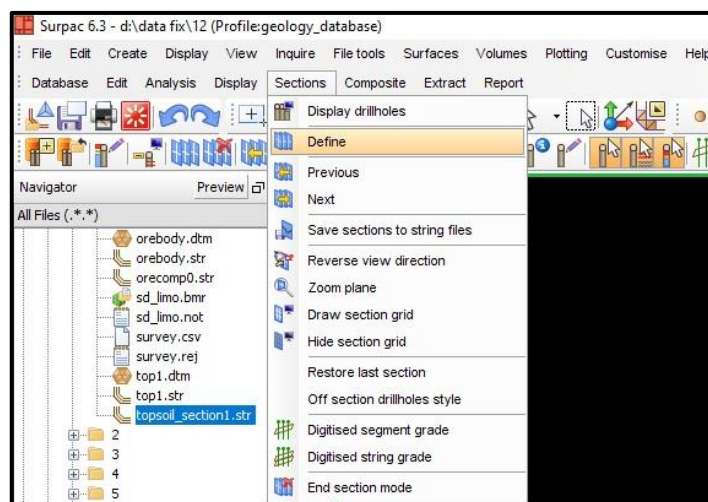 Surpac 6.3 - d:\data fix\12 (Profile:geology_database)
File Edit Create Display View Inquire File tools Surfaces Volumes Plotting Customise Help
Database Edit Analysis Display Sections Composite Extract Report
Display drillholes
Define
Previous
Next
Save sections to string files
Reverse view direction
Zoom plane
Draw section grid
Hide section grid
Restore last section
Off section drillholes style
Digitised segment grade
Digitised string grade
End section mode
Navigator Preview
All Files (.*.*)
orebody.dtm
orebody.str
orecomp0.str
sd_limo.bmr
sd_limo.not
survey.csv
survey.rej
top1.dtm
top1.str
topsoil_section1.str
2
3
4
5